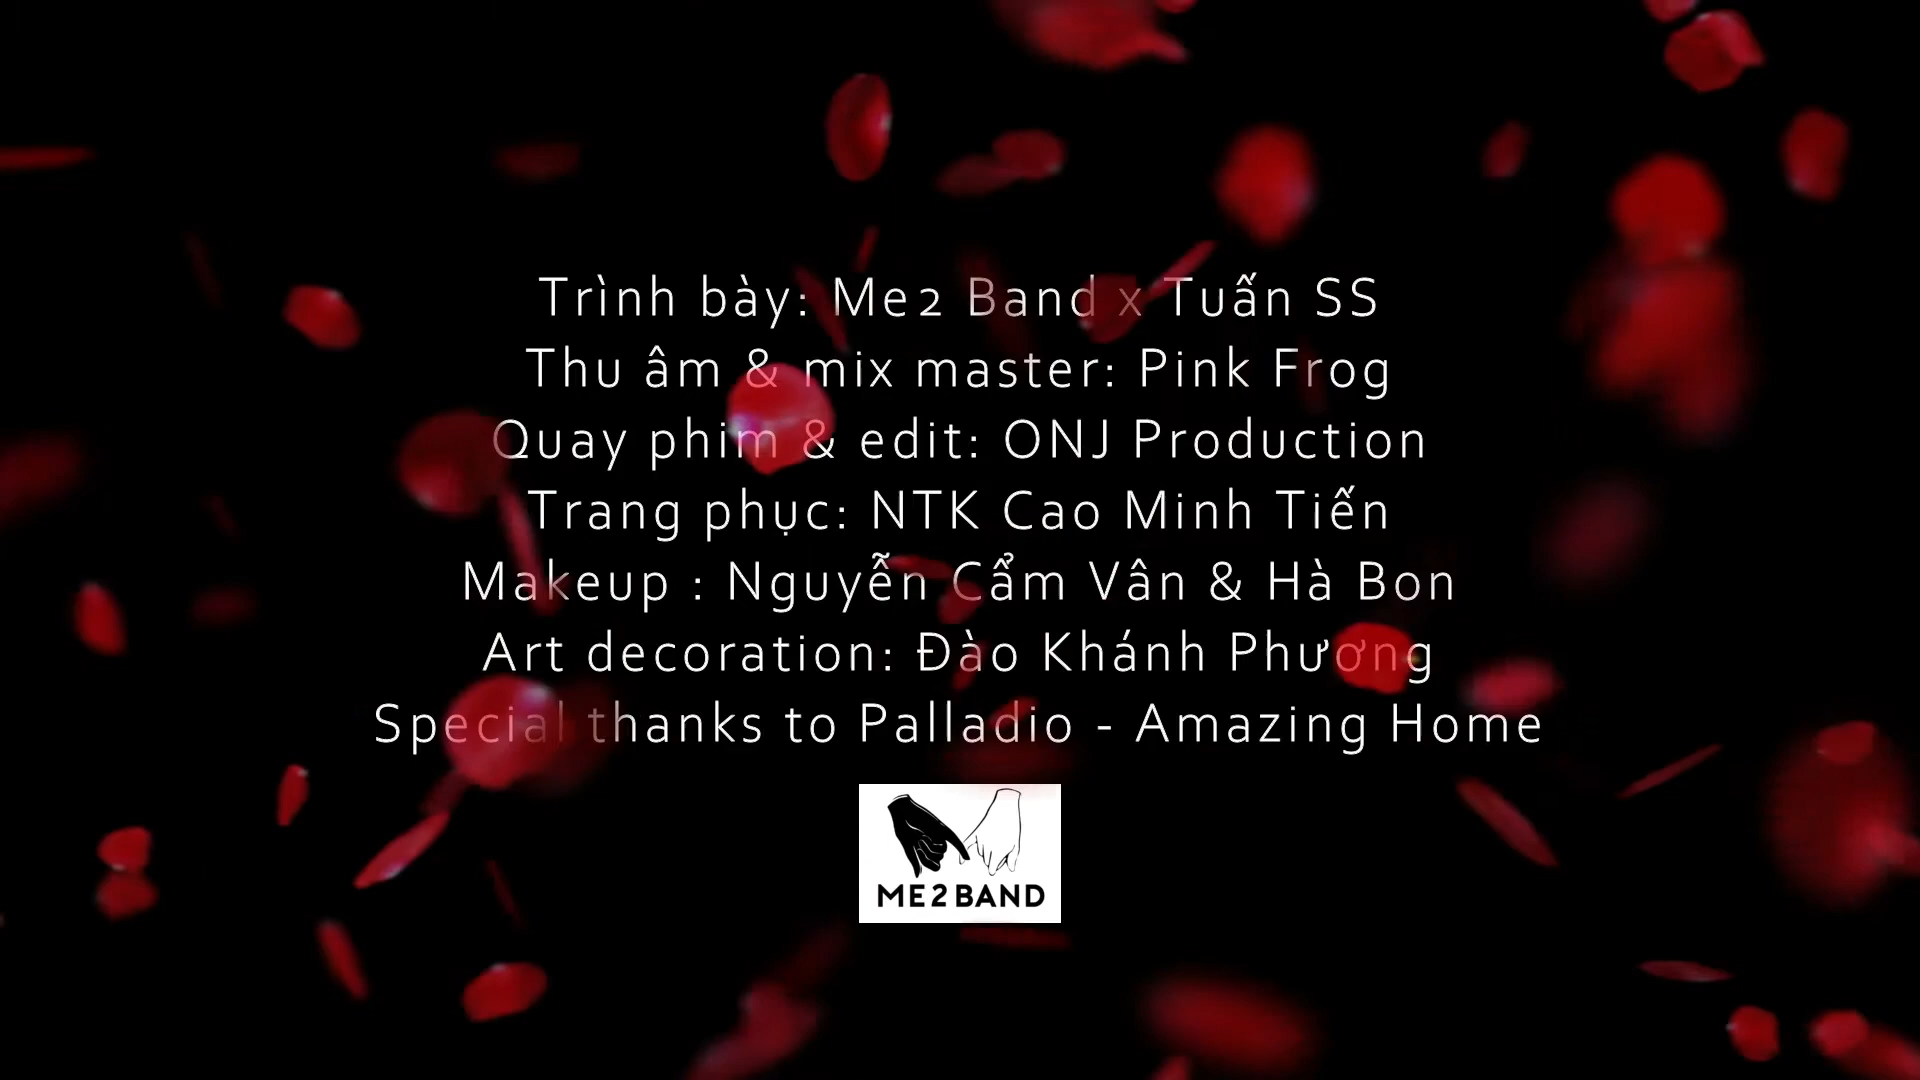 Trình bày: Me2 Band x Tuấn SS
Thu âm & mix master: Pink Frog
Quay phim & edit: ONJ Production
Trang phục: NTK Cao Minh Tiến
Makeup : Nguyễn Cẩm Vân & Hà Bon
Art decoration: Đào Khánh Phương
Special thanks to Palladio - Amazing Home
ME2BAND